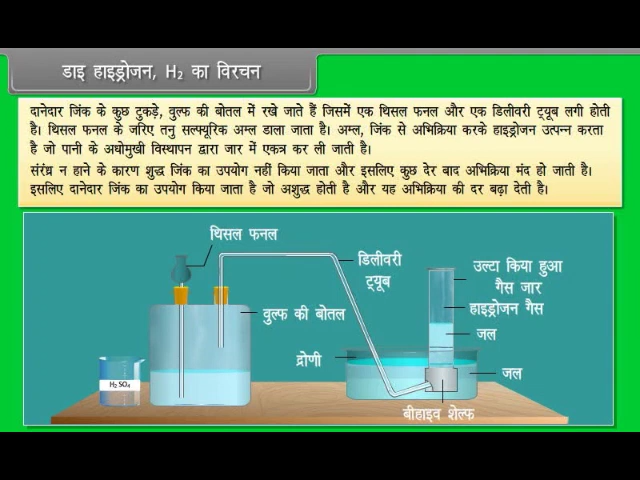 डाइ हाइड्रोजन, H₂ का विरचन
दानेदार जिंक के कुछ टुकड़े, वुल्फ की बोतल में रखे जाते हैं जिसमें एक थिसल फनल और एक डिलीवरी ट्यूब लगी होती
है। थिसल फनल के जरिए तनु सल्फ्यूरिक अम्ल डाला जाता है। अम्ल, जिंक से अभिक्रिया करके हाइड्रोजन उत्पन्न करता
है जो पानी के अधोमुखी विस्थापन द्वारा जार में एकत्र कर ली जाती है।
संरंध्र न हाने के कारण शुद्ध जिंक का उपयोग नहीं किया जाता और इसलिए कुछ देर बाद अभिक्रिया मंद हो जाती है।
इसलिए दानेदार जिंक का उपयोग किया जाता है जो अशुद्ध होती है और यह अभिक्रिया की दर बढ़ा देती है।
थिसल फनल
डिलीवरी
ट्यूब
उल्टा किया हुआ
गैस जार
हाइड्रोजन गैस
वुल्फ की बोतल
जल
द्रोणी
जल
H₂ SO₄
बीहाइव शेल्फ